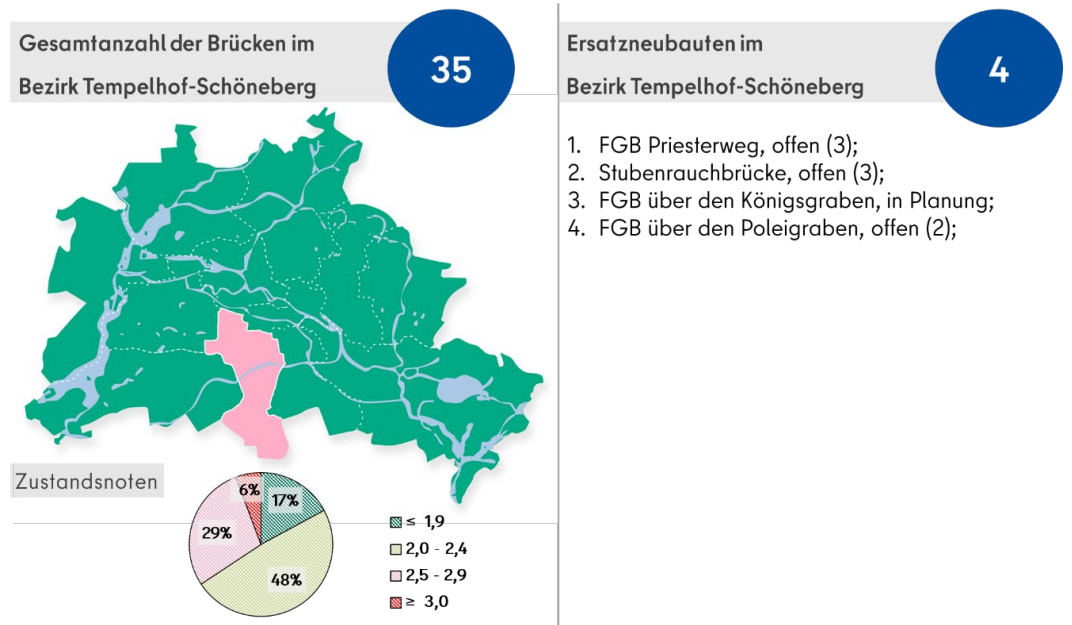 Gesamtanzahl der Brücken im
Bezirk Tempelhof-Schöneberg
35
Zustandsnoten
6%
17%
29%
48%
≤ 1,9
2,0 - 2,4
2,5 - 2,9
≥ 3,0
Ersatzneubauten im
Bezirk Tempelhof-Schöneberg
4
1. FGB Priesterweg, offen (3);
2. Stubenrauchbrücke, offen (3);
3. FGB über den Königsgraben, in Planung;
4. FGB über den Poleigraben, offen (2);